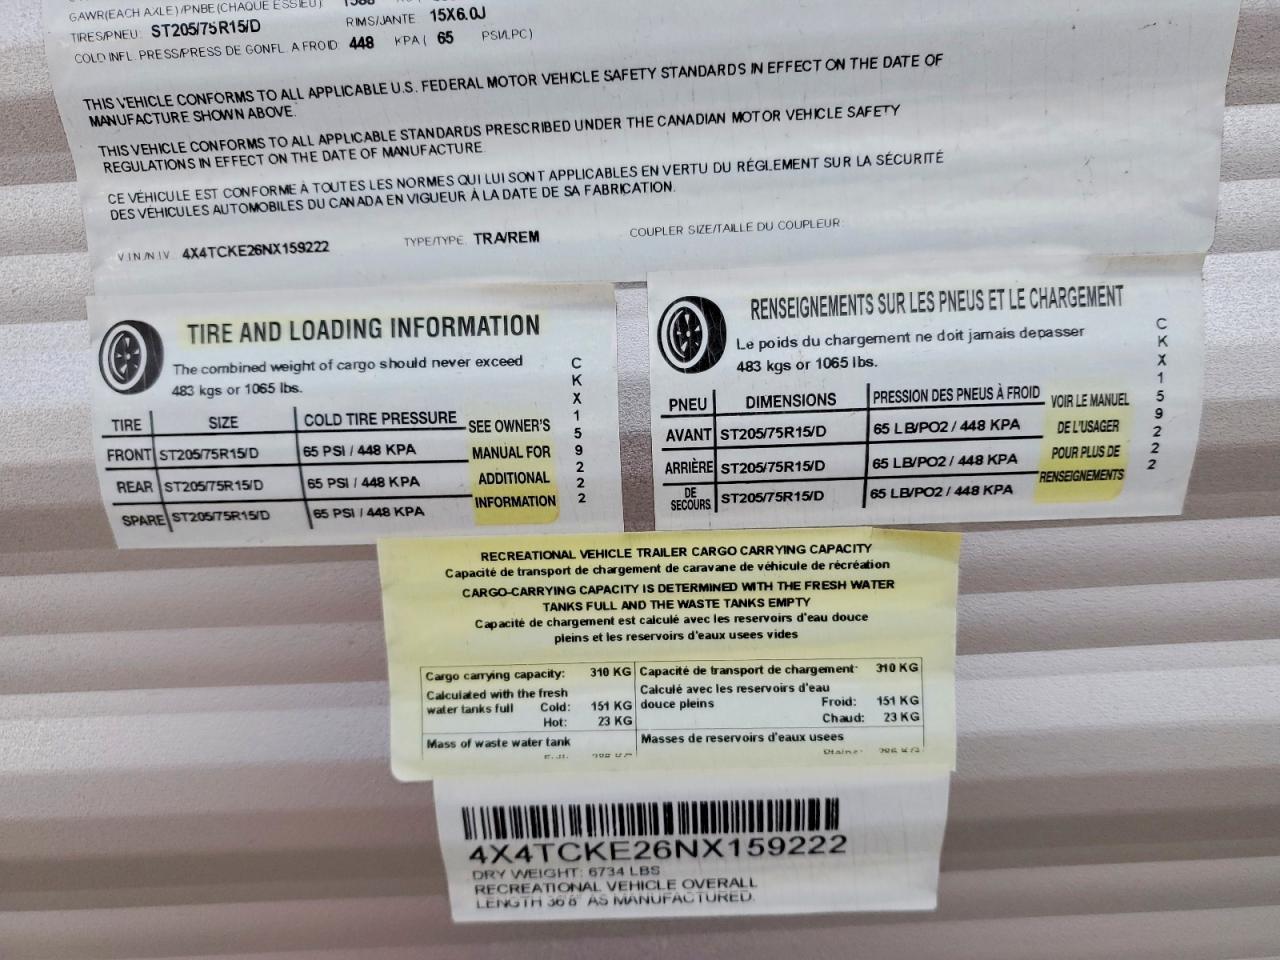 GAWR(EACH AXLE)/PNBE(CHAQUE ESSIEU)
TIRES/PNEU: ST205/75R15/D RIMS/JANTE 15X6.0J
COLD INFL. PRESS/PRESS DE GONFL. A FROID 448 KPA ( 65 PSI/LPC)
THIS VEHICLE CONFORMS TO ALL APPLICABLE U.S. FEDERAL MOTOR VEHICLE SAFETY STANDARDS IN EFFECT ON THE DATE OF
MANUFACTURE SHOWN ABOVE.
THIS VEHICLE CONFORMS TO ALL APPLICABLE STANDARDS PRESCRIBED UNDER THE CANADIAN MOTOR VEHICLE SAFETY
REGULATIONS IN EFFECT ON THE DATE OF MANUFACTURE
CE VÉHICULE EST CONFORME À TOUTES LES NORMES QUI LUI SONT APPLICABLES EN VERTU DU RÉGLEMENT SUR LA SÉCURITÉ
DES VÉHICULES AUTOMOBILES DU CANADA EN VIGUEUR À LA DATE DE SA FABRICATION.
V.I.N./N.I.V. 4X4TCKE26NX159222 TYPE/TYPE. TRA/REM COUPLER SIZE/TAILLE DU COUPLEUR:
TIRE AND LOADING INFORMATION
The combined weight of cargo should never exceed
483 kgs or 1065 lbs.
TIRE SIZE COLD TIRE PRESSURE SEE OWNER'S
FRONT ST205/75R15/D 65 PSI / 448 KPA MANUAL FOR
REAR ST205/75R15/D 65 PSI / 448 KPA ADDITIONAL
SPARE ST205/75R15/D 65 PSI / 448 KPA INFORMATION
CKX159222
RENSEIGNEMENTS SUR LES PNEUS ET LE CHARGEMENT
Le poids du chargement ne doit jamais depasser
483 kgs or 1065 lbs.
PNEU DIMENSIONS PRESSION DES PNEUS À FROID VOIR LE MANUEL
AVANT ST205/75R15/D 65 LB/PO2 / 448 KPA DE L'USAGER
ARRIÈRE ST205/75R15/D 65 LB/PO2 / 448 KPA POUR PLUS DE
DE SECOURS ST205/75R15/D 65 LB/PO2 / 448 KPA RENSEIGNEMENTS
CKX159222
RECREATIONAL VEHICLE TRAILER CARGO CARRYING CAPACITY
Capacité de transport de chargement de caravane de véhicule de récréation
CARGO-CARRYING CAPACITY IS DETERMINED WITH THE FRESH WATER
TANKS FULL AND THE WASTE TANKS EMPTY
Capacité de chargement est calculé avec les reservoirs d'eau douce
pleins et les reservoirs d'eaux usees vides
Cargo carrying capacity: 310 KG Capacité de transport de chargement: 310 KG
Calculated with the fresh Calculé avec les reservoirs d'eau
water tanks full Cold: 151 KG douce pleins Froid: 151 KG
Hot: 23 KG Chaud: 23 KG
Mass of waste water tank Masses de reservoirs d'eaux usees
4X4TCKE26NX159222
DRY WEIGHT: 6734 LBS
RECREATIONAL VEHICLE OVERALL
LENGTH 36'8" AS MANUFACTURED.